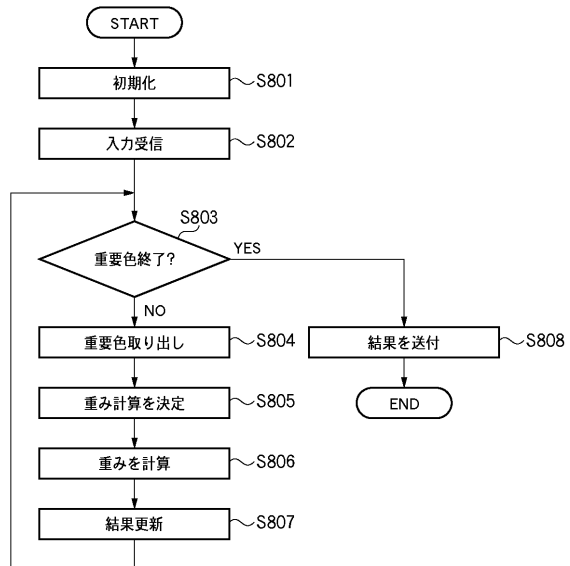 START
初期化
S801
入力受信
S802
S803
重要色終了?
YES
NO
重要色取り出し
S804
結果を送付
S808
重み計算を決定
S805
END
重みを計算
S806
結果更新
S807